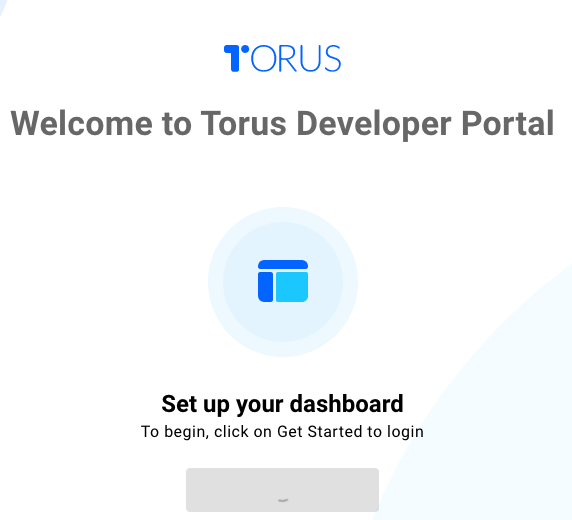 TORUS
Welcome to Torus Developer Portal
Set up your dashboard
To begin, click on Get Started to login